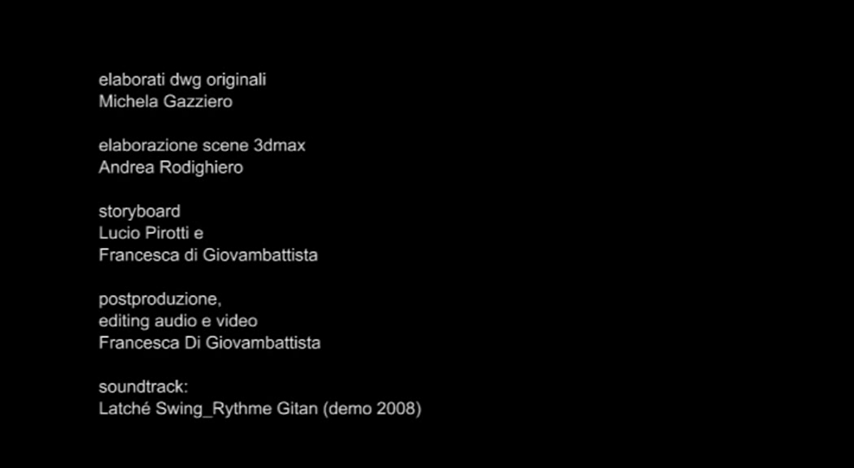 elaborati dwg originali
Michela Gazziero
elaborazione scene 3dmax
Andrea Rodighiero
storyboard
Lucio Pirotti e
Francesca di Giovambattista
postproduzione,
editing audio e video
Francesca Di Giovambattista
soundtrack:
Latché Swing_Rythme Gitan (demo 2008)